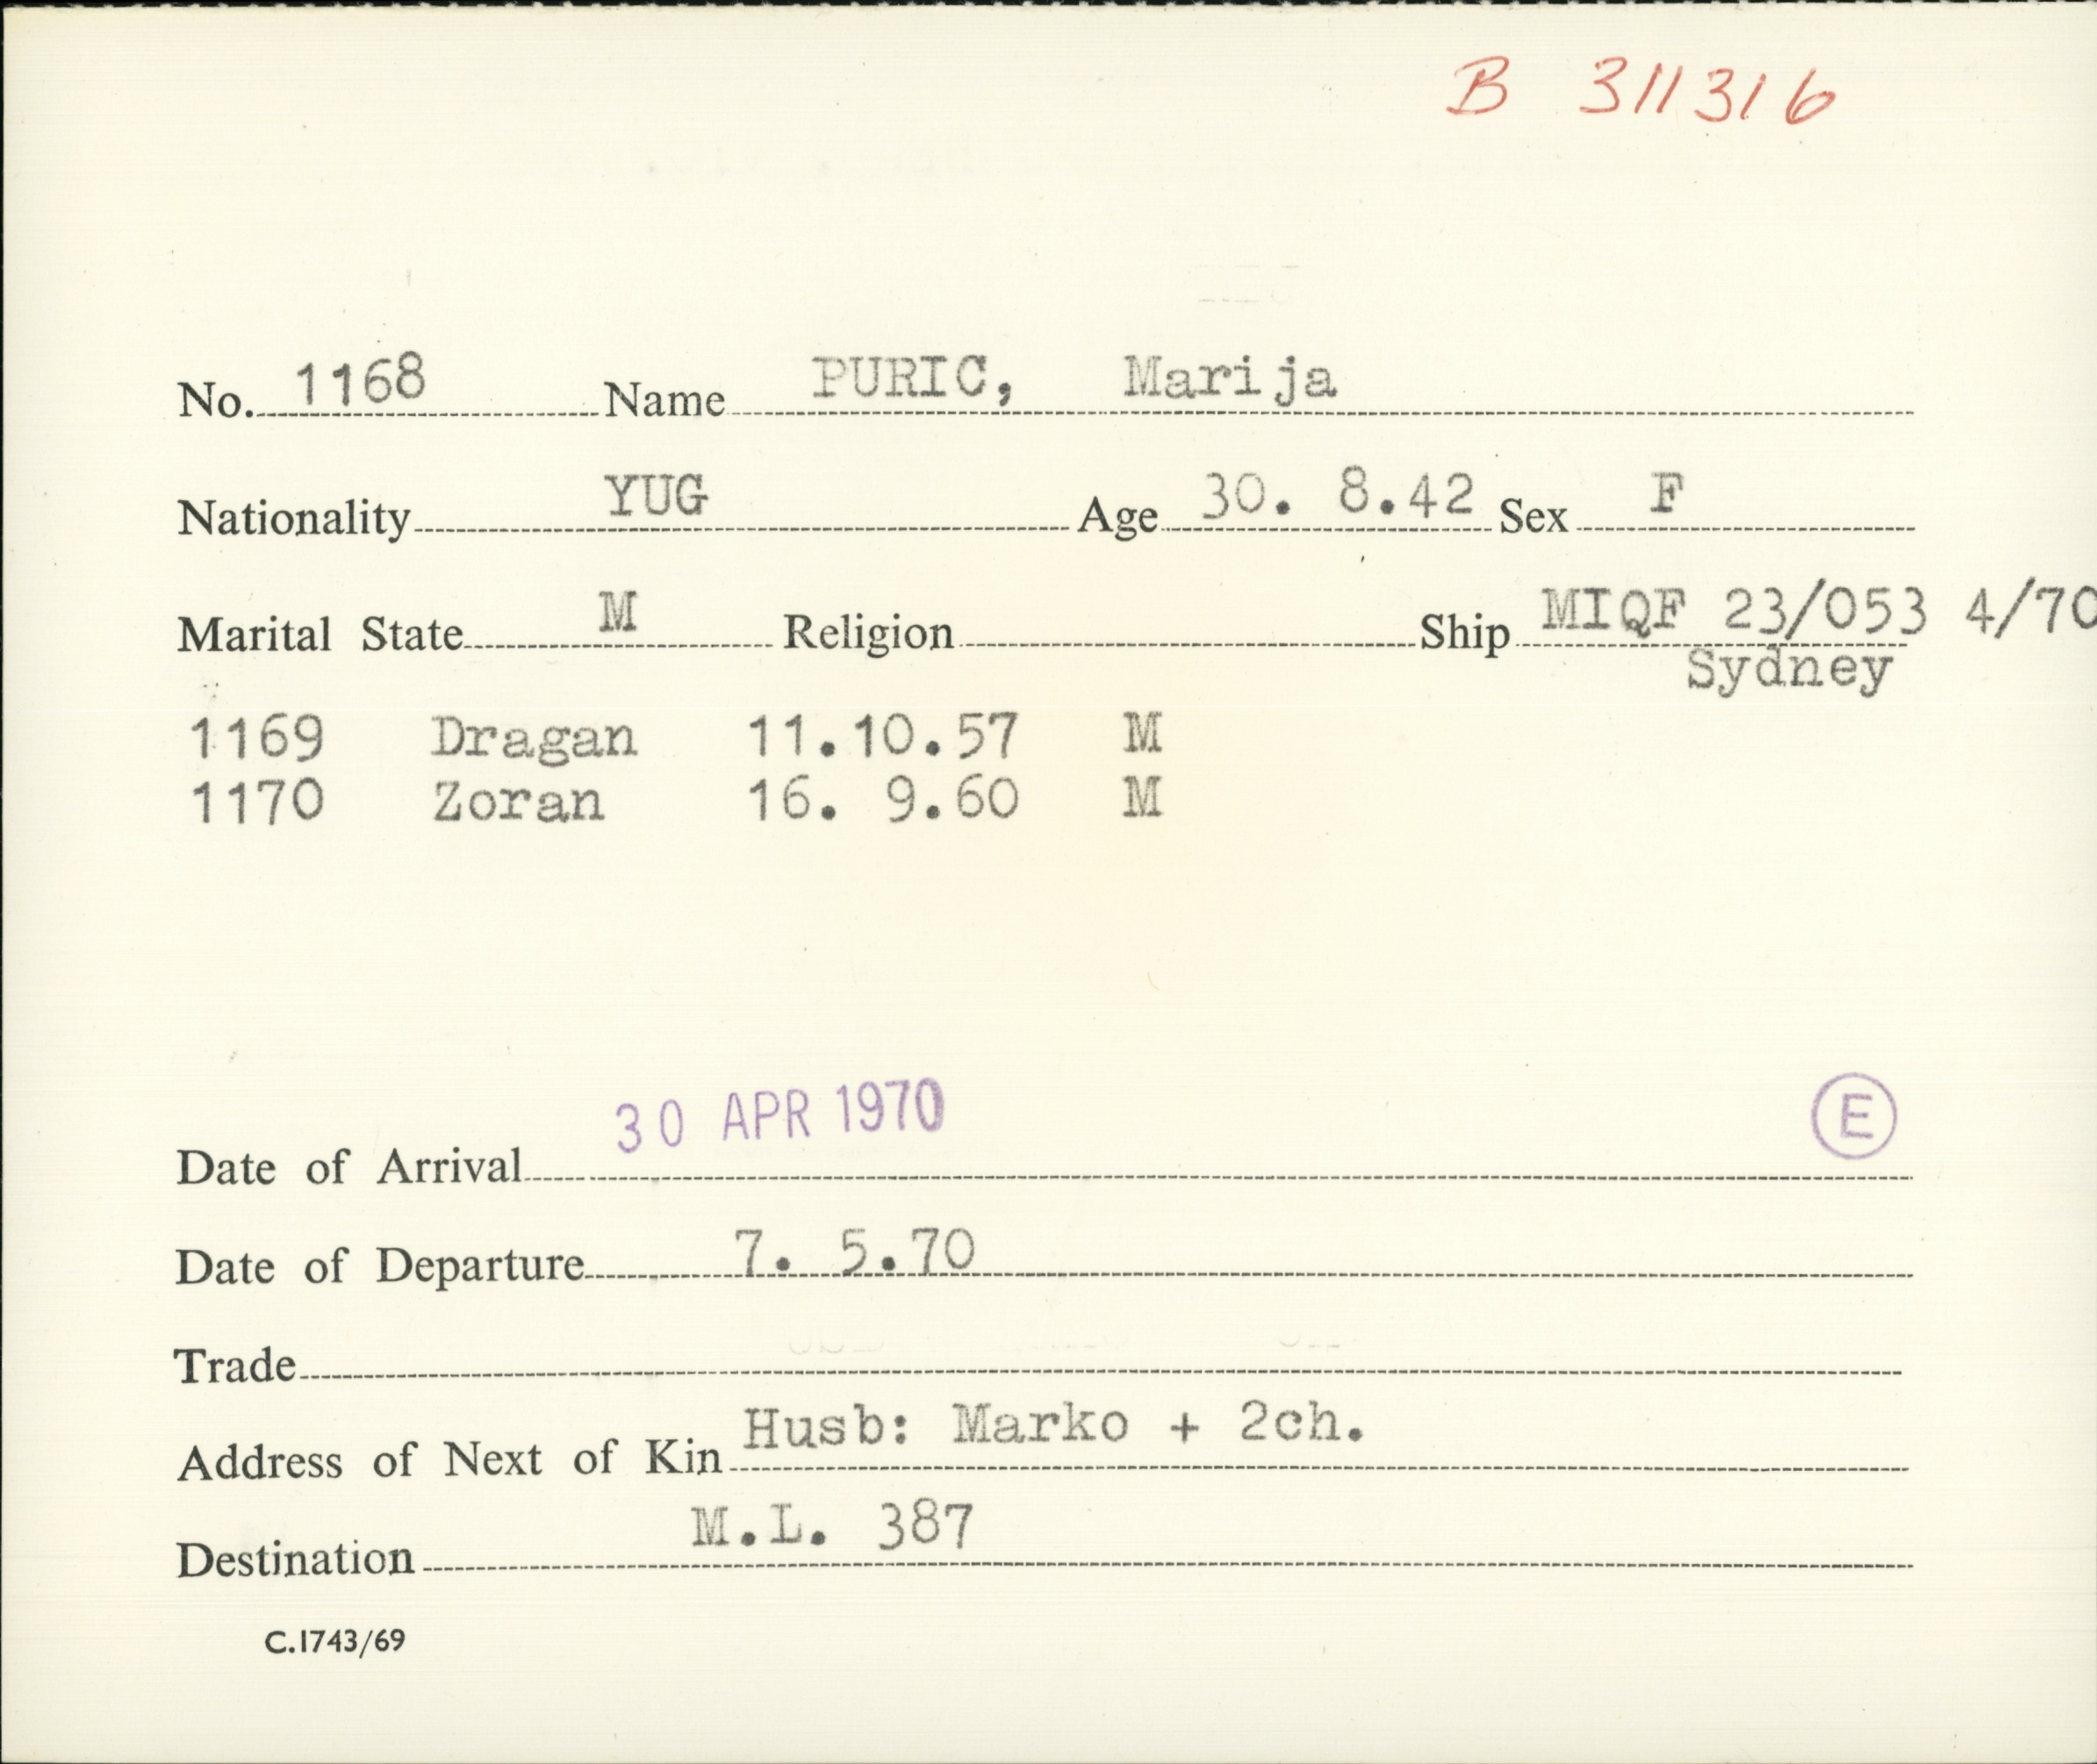 B 311316
No. 1168 Name PURIC, Marija
Nationality YUG Age 30. 8.42 Sex F
Marital State M Religion Ship MIQF 23/053 4/70
Sydney
1169 Dragan 11.10.57 M
1170 Zoran 16. 9.60 M
30 APR 1970 E
Date of Arrival
Date of Departure 7. 5.70
Trade
Address of Next of Kin Husb: Marko + 2ch.
Destination M.L. 387
C.1743/69